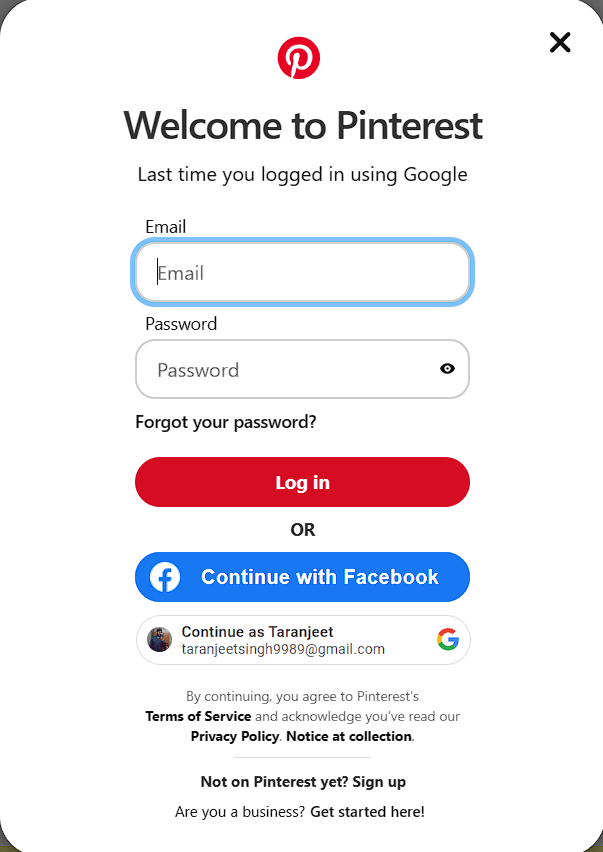 Welcome to Pinterest
Last time you logged in using Google
Email
Email
Password
Password
Forgot your password?
Log in
OR
Continue with Facebook
Continue as Taranjeet
taranjeetsingh9989@gmail.com
By continuing, you agree to Pinterest's
Terms of Service and acknowledge you've read our
Privacy Policy. Notice at collection.
Not on Pinterest yet? Sign up
Are you a business? Get started here!